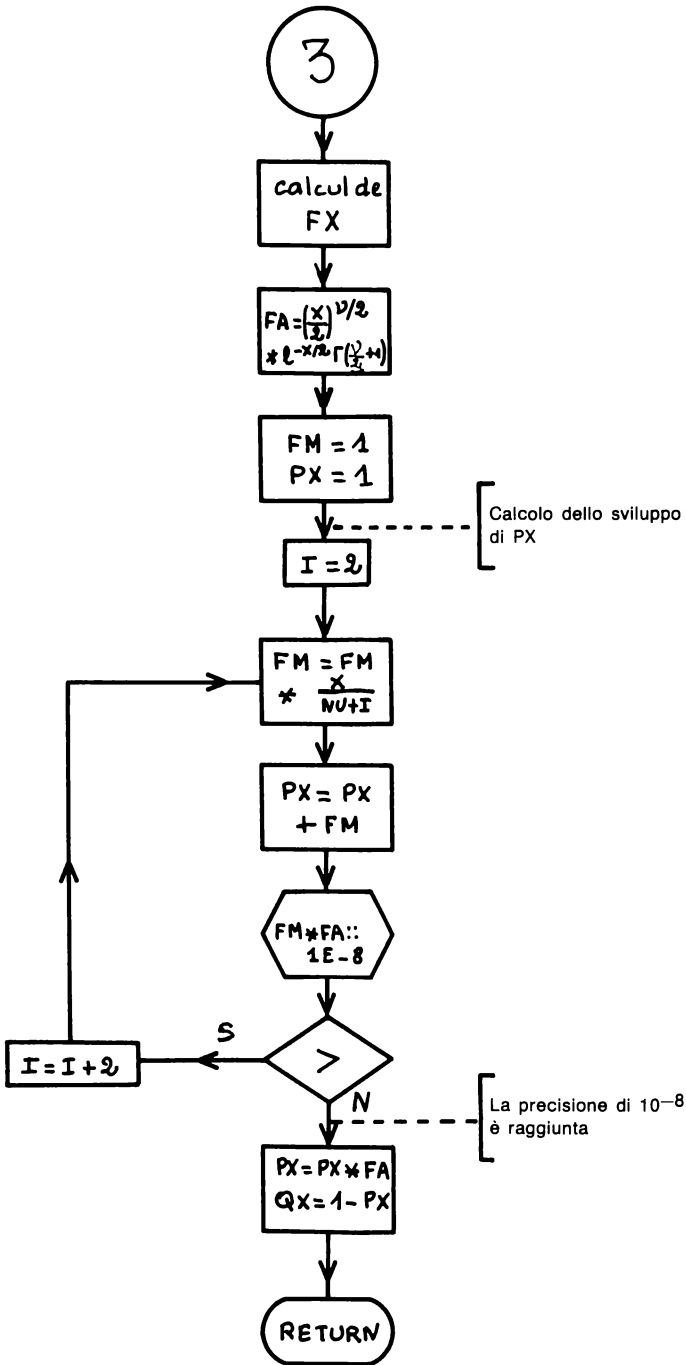 3
calcul de
FX
FA=(X/2)^ν/2
*e^-X/2 Γ(ν/2+1)
FM = 1
PX = 1
Calcolo dello sviluppo
di PX
I = 2
FM = FM
* X/NU+I
PX = PX
+ FM
FM*FA::
1E-8
>
S
I=I+2
N
La precisione di 10^—8
è raggiunta
PX=PX*FA
QX=1-PX
RETURN